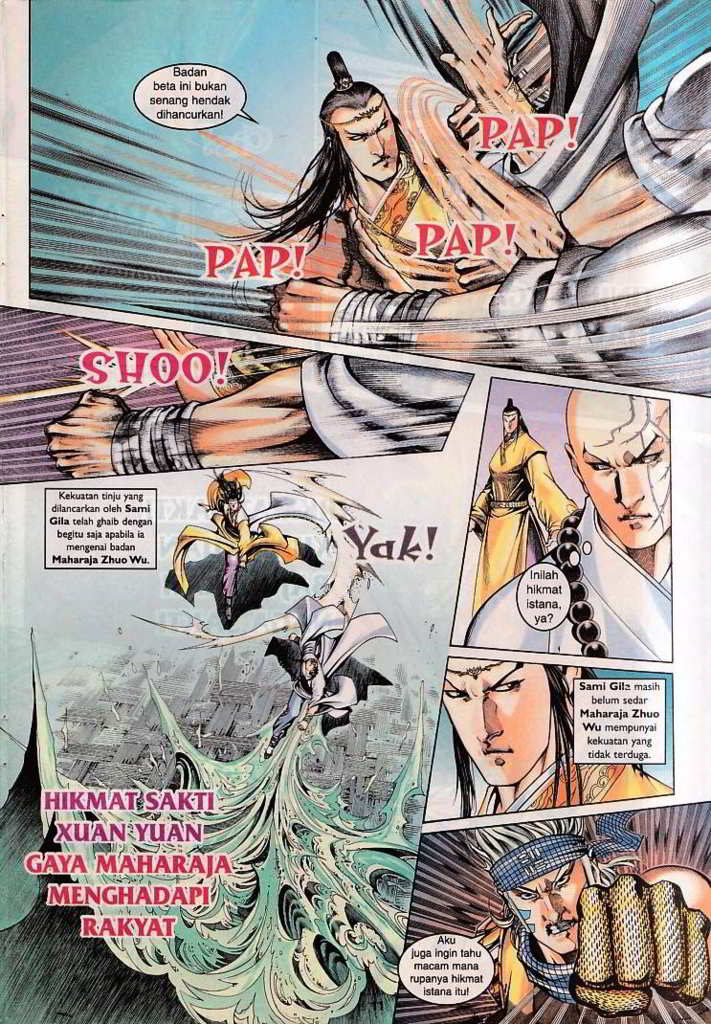 Badan
beta ini bukan
senang hendak
dihancurkan!
PAP!
PAP!
PAP!
SHOO!
Kekuatan tinju yang
dilancarkan oleh Sami
Gila telah ghaib dengan
begitu saja apabila ia
mengenai badan
Maharaja Zhuo Wu.
Yak!
Inilah
hikmat
istana,
ya?
Sami Gila masih
belum sedar
Maharaja Zhuo
Wu mempunyai
kekuatan yang
tidak terduga.
HIKMAT SAKTI
XUAN YUAN
GAYA MAHARAJA
MENGHADAPI
RAKYAT
Aku
juga ingin tahu
macam mana
rupanya hikmat
istana itu!